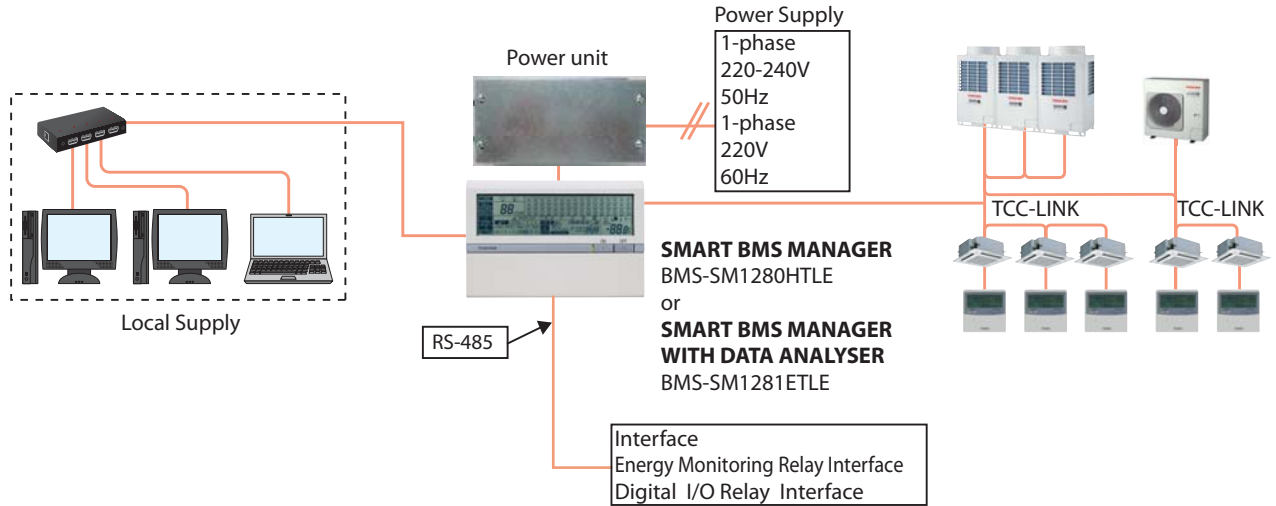 Power Supply
1-phase
220-240V
50Hz
1-phase
220V
60Hz
Power unit
TCC-LINK
TCC-LINK
SMART BMS MANAGER
BMS-SM1280HTLE
or
SMART BMS MANAGER
WITH DATA ANALYSER
BMS-SM1281ETLE
Local Supply
RS-485
Interface
Energy Monitoring Relay Interface
Digital I/O Relay Interface